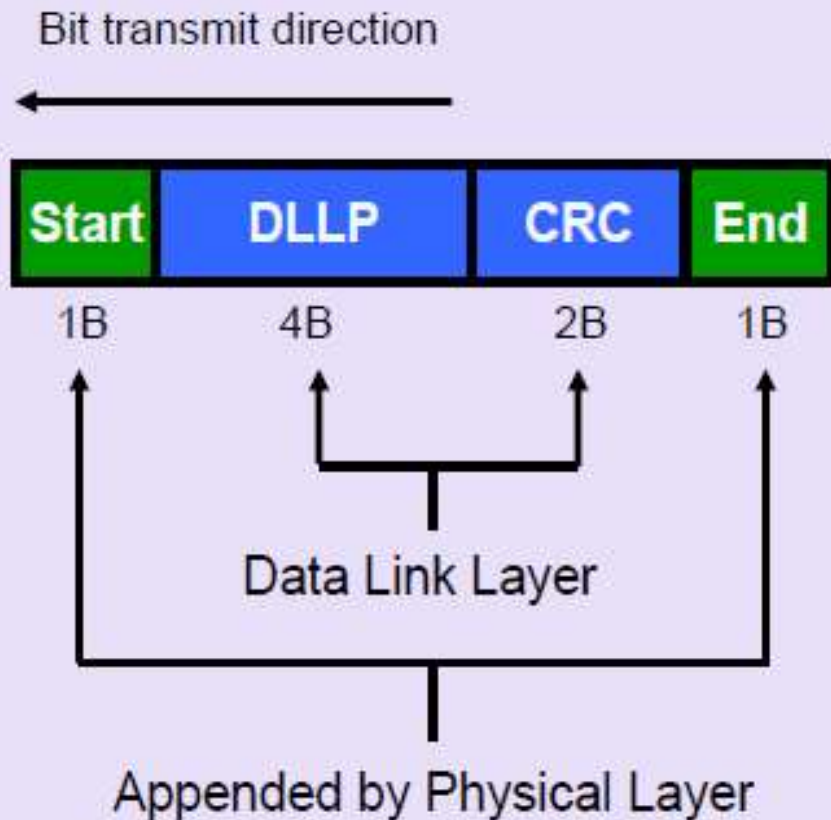 Bit transmit direction
Start DLLP CRC End
1B 4B 2B 1B
Data Link Layer
Appended by Physical Layer